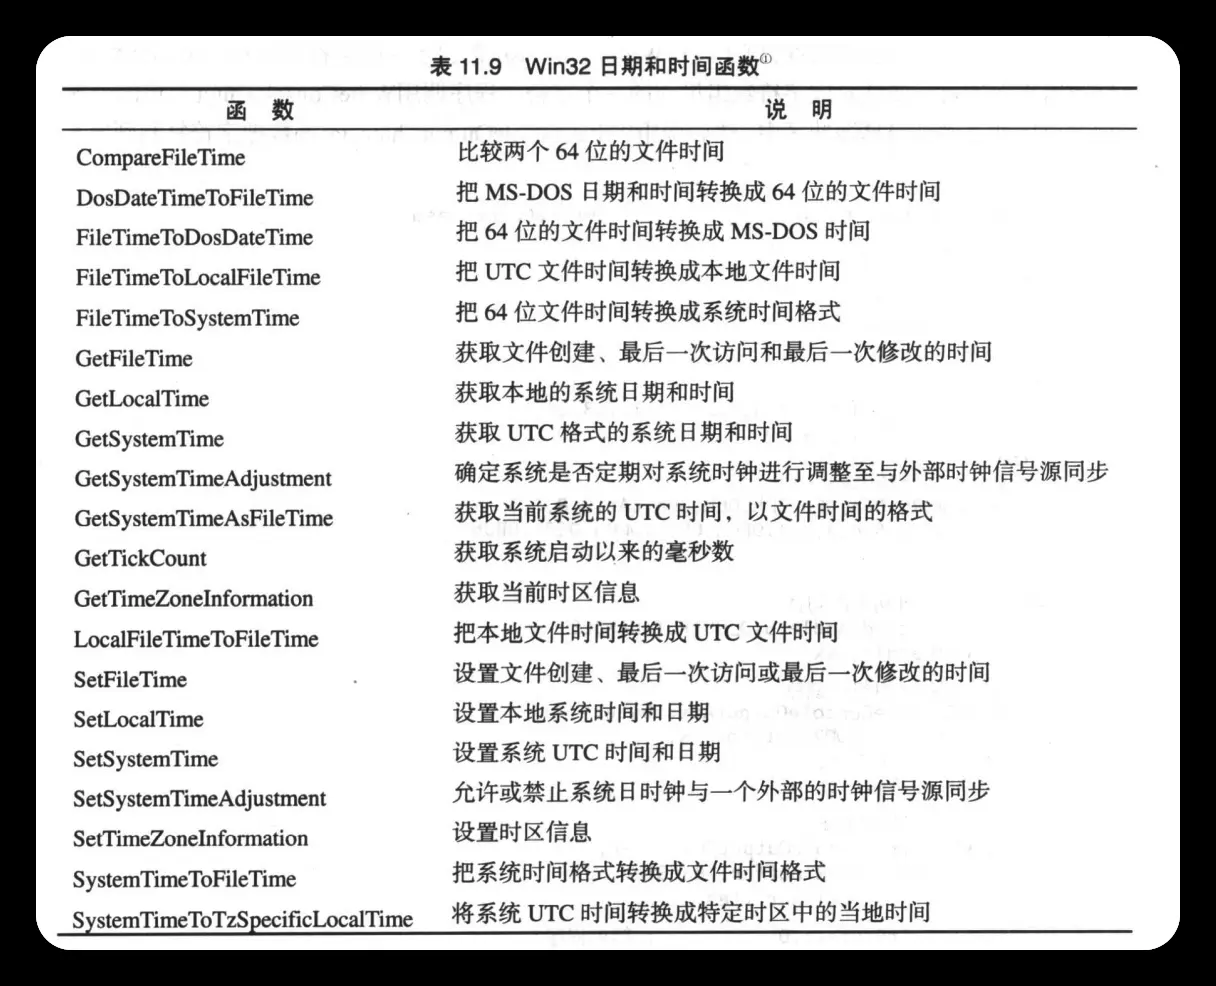 表 11.9 Win32 日期和时间函数①
函 数 说 明
CompareFileTime 比较两个 64 位的文件时间
DosDateTimeToFileTime 把 MS-DOS 日期和时间转换成 64 位的文件时间
FileTimeToDosDateTime 把 64 位的文件时间转换成 MS-DOS 时间
FileTimeToLocalFileTime 把 UTC 文件时间转换成本地文件时间
FileTimeToSystemTime 把 64 位文件时间转换成系统时间格式
GetFileTime 获取文件创建、最后一次访问和最后一次修改的时间
GetLocalTime 获取本地的系统日期和时间
GetSystemTime 获取 UTC 格式的系统日期和时间
GetSystemTimeAdjustment 确定系统是否定期对系统时钟进行调整至与外部时钟信号源同步
GetSystemTimeAsFileTime 获取当前系统的 UTC 时间，以文件时间的格式
GetTickCount 获取系统启动以来的毫秒数
GetTimeZoneInformation 获取当前时区信息
LocalFileTimeToFileTime 把本地文件时间转换成 UTC 文件时间
SetFileTime 设置文件创建、最后一次访问或最后一次修改的时间
SetLocalTime 设置本地系统时间和日期
SetSystemTime 设置系统 UTC 时间和日期
SetSystemTimeAdjustment 允许或禁止系统日时钟与一个外部的时钟信号源同步
SetTimeZoneInformation 设置时区信息
SystemTimeToFileTime 把系统时间格式转换成文件时间格式
SystemTimeToTzSpecificLocalTime 将系统 UTC 时间转换成特定时区中的当地时间